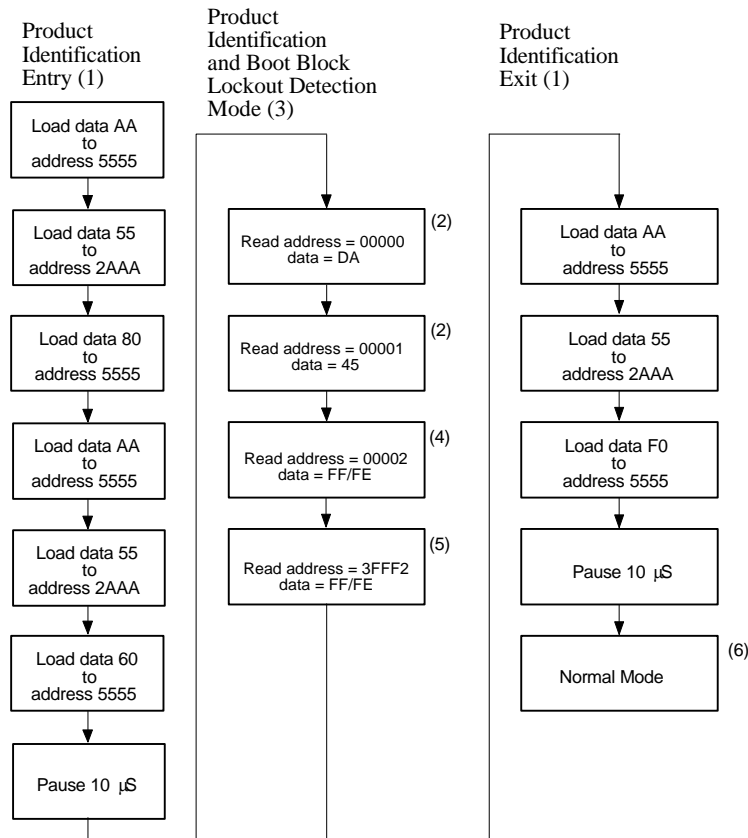 Product
Identification
Entry (1)
Load data AA
to
address 5555
Load data 55
to
address 2AAA
Load data 80
to
address 5555
Load data AA
to
address 5555
Load data 55
to
address 2AAA
Load data 60
to
address 5555
Pause 10 µS
Product
Identification
and Boot Block
Lockout Detection
Mode (3)
(2)
Read address = 00000
data = DA
(2)
Read address = 00001
data = 45
(4)
Read address = 00002
data = FF/FE
(5)
Read address = 3FFF2
data = FF/FE
Product
Identification
Exit (1)
Load data AA
to
address 5555
Load data 55
to
address 2AAA
Load data F0
to
address 5555
Pause 10 µS
(6)
Normal Mode